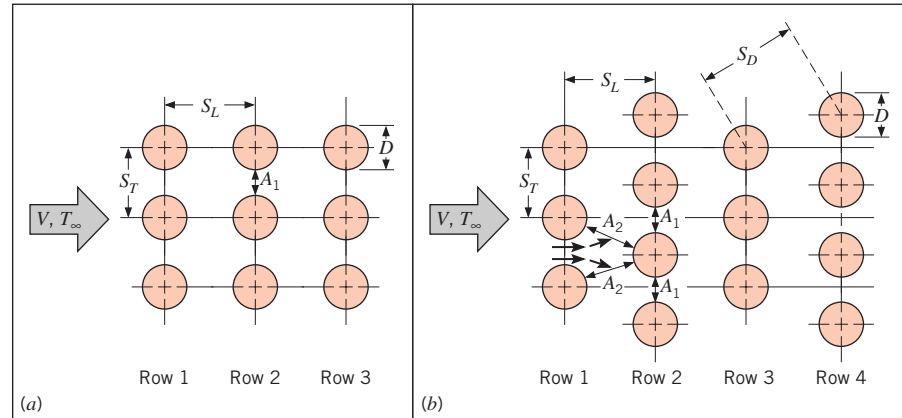 S_L
D
S_T
A_1
V, T_∞
Row 1 Row 2 Row 3
(a)
S_D
S_L
D
S_T
A_1
A_2
V, T_∞
A_2
A_1
Row 1 Row 2 Row 3 Row 4
(b)